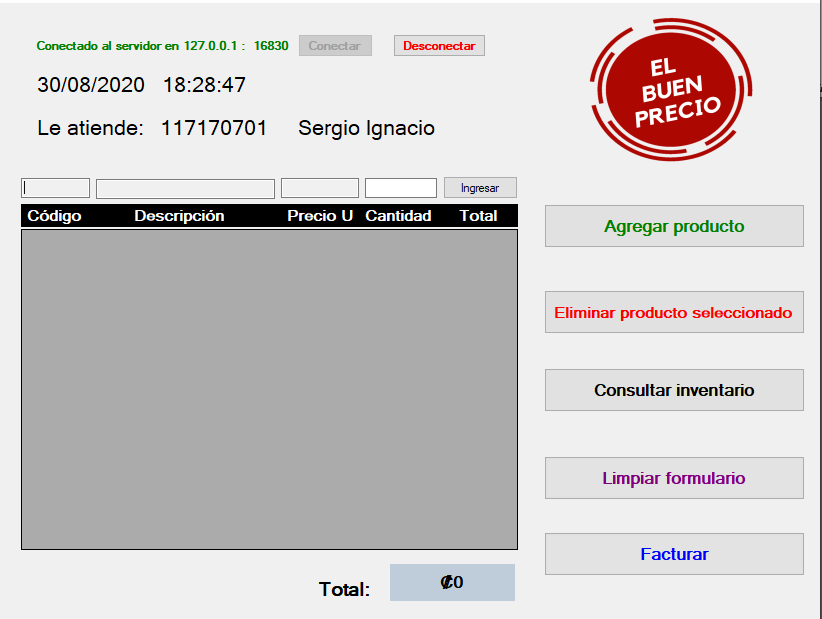 Conectado al servidor en 127.0.0.1 : 16830 Conectar Desconectar
30/08/2020 18:28:47
Le atiende: 117170701 Sergio Ignacio
EL
BUEN
PRECIO
Ingresar
Código Descripción Precio U Cantidad Total
Agregar producto
Eliminar producto seleccionado
Consultar inventario
Limpiar formulario
Facturar
Total: ₡0